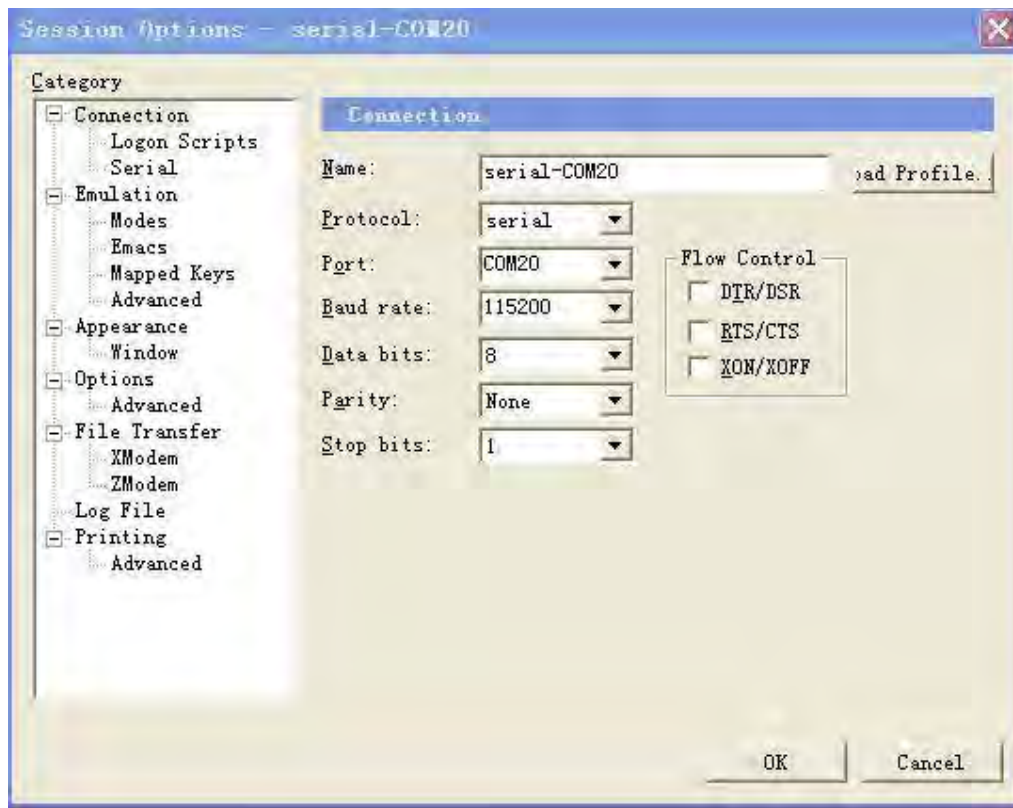 Session Options - serial-COM20
Category
Connection
Logon Scripts
Serial
Emulation
Modes
Emacs
Mapped Keys
Advanced
Appearance
Window
Options
Advanced
File Transfer
XModem
ZModem
Log File
Printing
Advanced
Connection
Name: serial-COM20 oad Profile..
Protocol: serial
Port: COM20
Baud rate: 115200
Data bits: 8
Parity: None
Stop bits: 1
Flow Control
DTR/DSR
RTS/CTS
XON/XOFF
OK Cancel